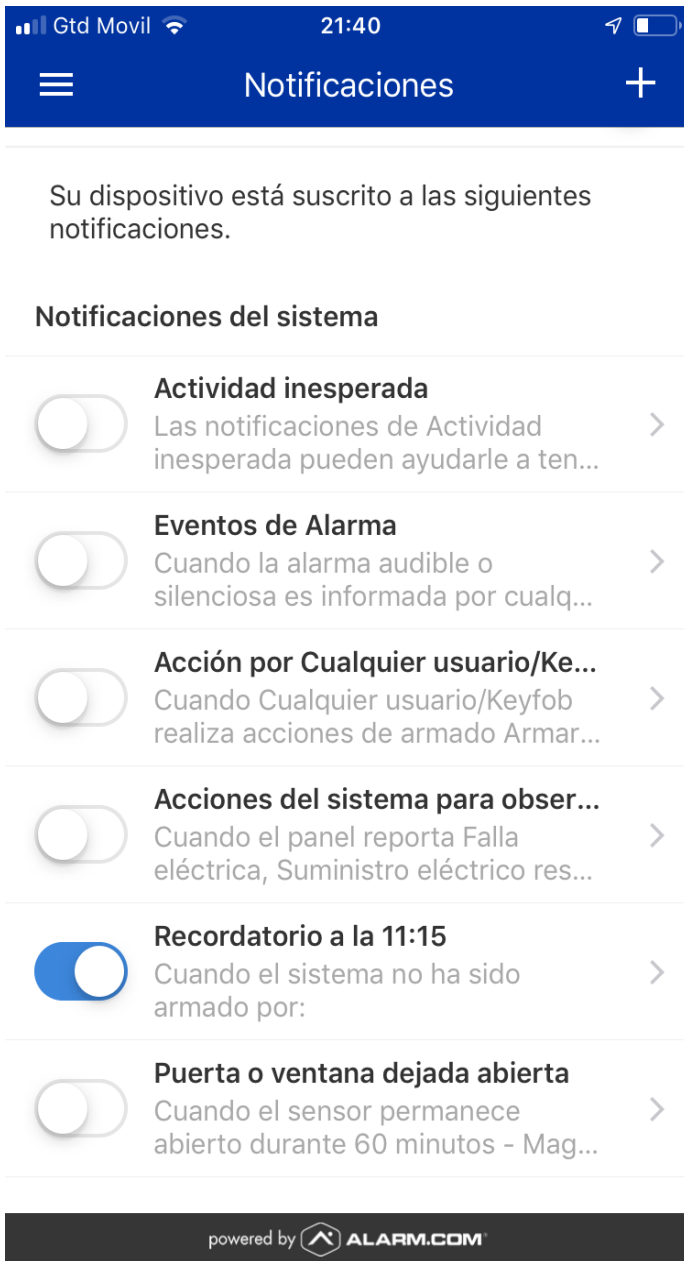 Gtd Movil
21:40
Notificaciones
Su dispositivo está suscrito a las siguientes
notificaciones.
Notificaciones del sistema
Actividad inesperada
Las notificaciones de Actividad
inesperada pueden ayudarle a ten...
Eventos de Alarma
Cuando la alarma audible o
silenciosa es informada por cualq...
Acción por Cualquier usuario/Ke...
Cuando Cualquier usuario/Keyfob
realiza acciones de armado Armar...
Acciones del sistema para obser...
Cuando el panel reporta Falla
eléctrica, Suministro eléctrico res...
Recordatorio a la 11:15
Cuando el sistema no ha sido
armado por:
Puerta o ventana dejada abierta
Cuando el sensor permanece
abierto durante 60 minutos - Mag...
powered by ALARM.COM